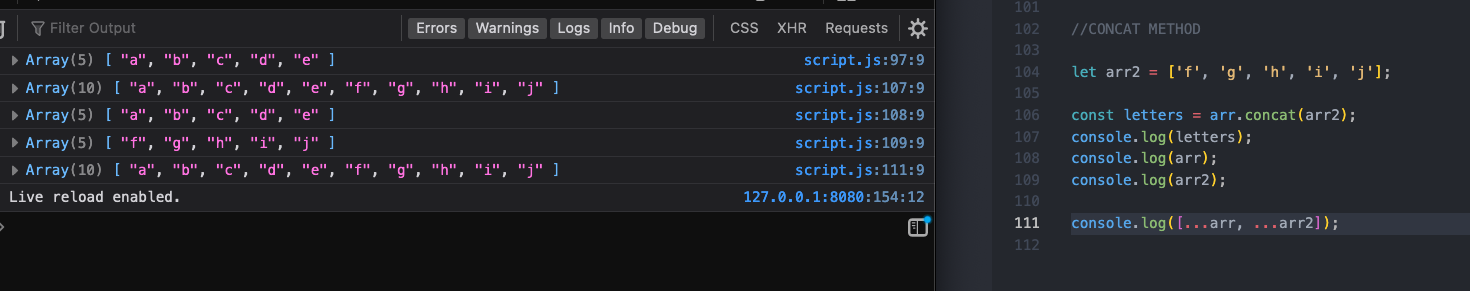 Filter Output
Errors Warnings Logs Info Debug CSS XHR Requests
Array(5) [ "a", "b", "c", "d", "e" ] script.js:97:9
Array(10) [ "a", "b", "c", "d", "e", "f", "g", "h", "i", "j" ] script.js:107:9
Array(5) [ "a", "b", "c", "d", "e" ] script.js:108:9
Array(5) [ "f", "g", "h", "i", "j" ] script.js:109:9
Array(10) [ "a", "b", "c", "d", "e", "f", "g", "h", "i", "j" ] script.js:111:9
Live reload enabled. 127.0.0.1:8080:154:12
101
102 //CONCAT METHOD
103
104 let arr2 = ['f', 'g', 'h', 'i', 'j'];
105
106 const letters = arr.concat(arr2);
107 console.log(letters);
108 console.log(arr);
109 console.log(arr2);
110
111 console.log([...arr, ...arr2]);
112